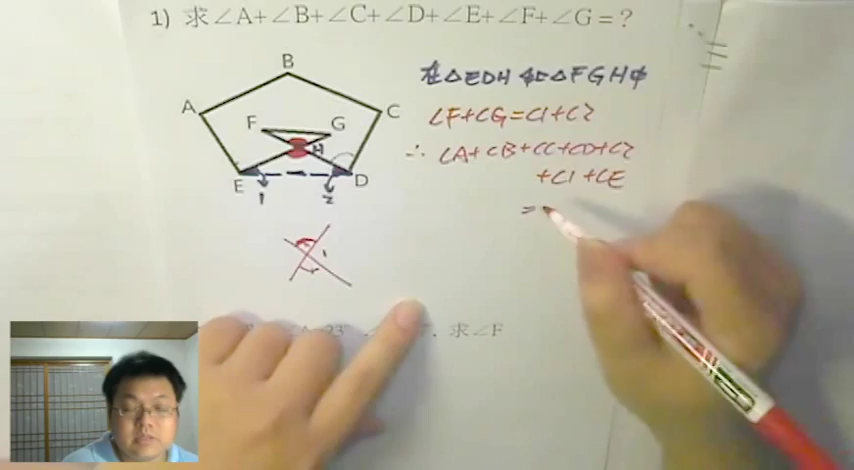 1) 求∠A+∠B+∠C+∠D+∠E+∠F+∠G=?
B
A
C
F
G
H
E
D
1
2
在△EDH和△FGH中
∠F+∠G=∠1+∠2
∴ ∠A+∠B+∠C+∠D+∠2
+∠1+∠E
=
1
求∠F